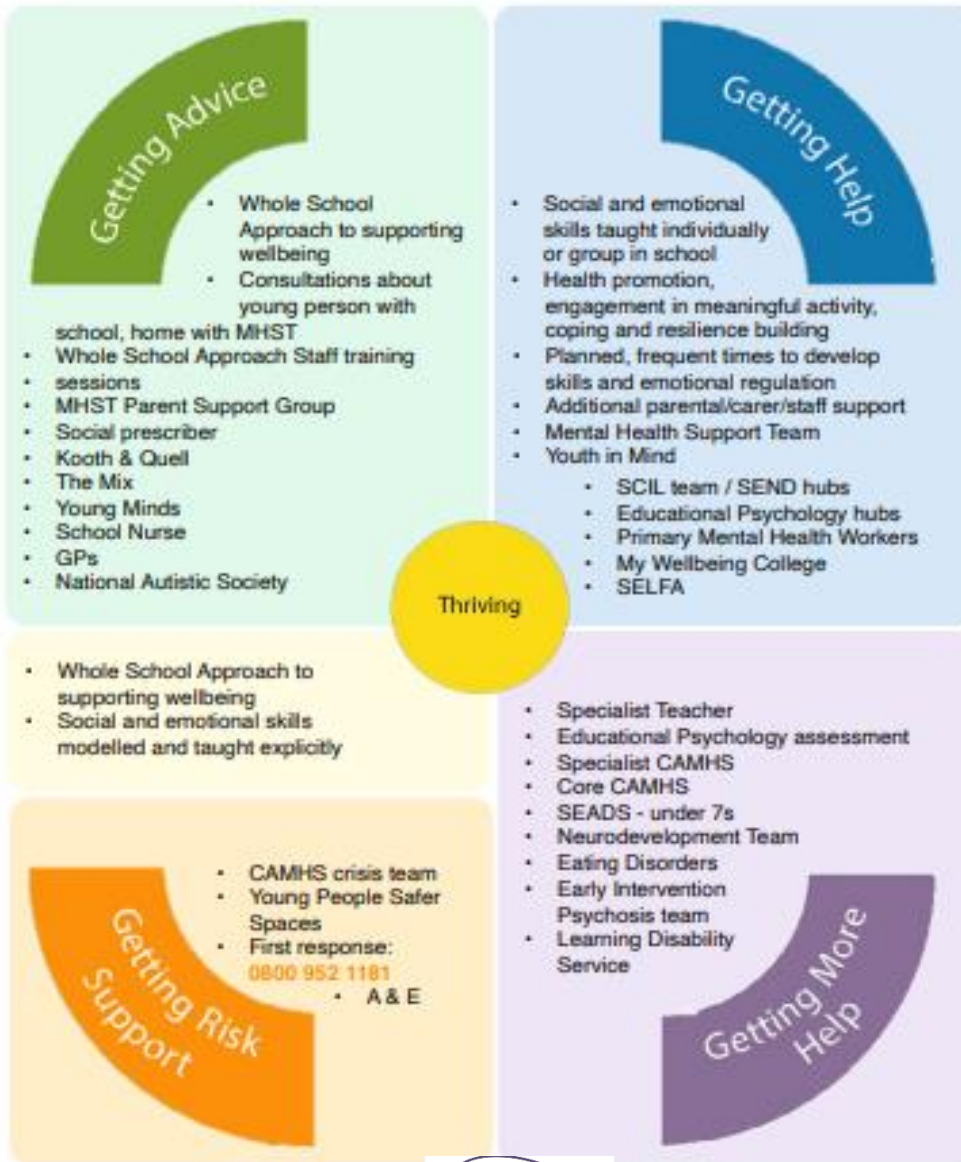 Getting Advice
• Whole School
Approach to supporting
wellbeing
• Consultations about
young person with
school, home with MHST
• Whole School Approach Staff training
• sessions
• MHST Parent Support Group
• Social prescriber
• Kooth & Quell
• The Mix
• Young Minds
• School Nurse
• GPs
• National Autistic Society
Getting Help
• Social and emotional
skills taught individually
or group in school
• Health promotion,
engagement in meaningful activity,
coping and resilience building
• Planned, frequent times to develop
skills and emotional regulation
• Additional parental/carer/staff support
• Mental Health Support Team
• Youth in Mind
• SCIL team / SEND hubs
• Educational Psychology hubs
• Primary Mental Health Workers
• My Wellbeing College
• SELFA
Thriving
• Whole School Approach to
supporting wellbeing
• Social and emotional skills
modelled and taught explicitly
• Specialist Teacher
• Educational Psychology assessment
• Specialist CAMHS
• Core CAMHS
• SEADS - under 7s
• Neurodevelopment Team
• Eating Disorders
• Early Intervention
Psychosis team
• Learning Disability
Service
Getting More
Help
• CAMHS crisis team
• Young People Safer
Spaces
• First response:
0800 952 1181
• A & E
Getting Risk
Support